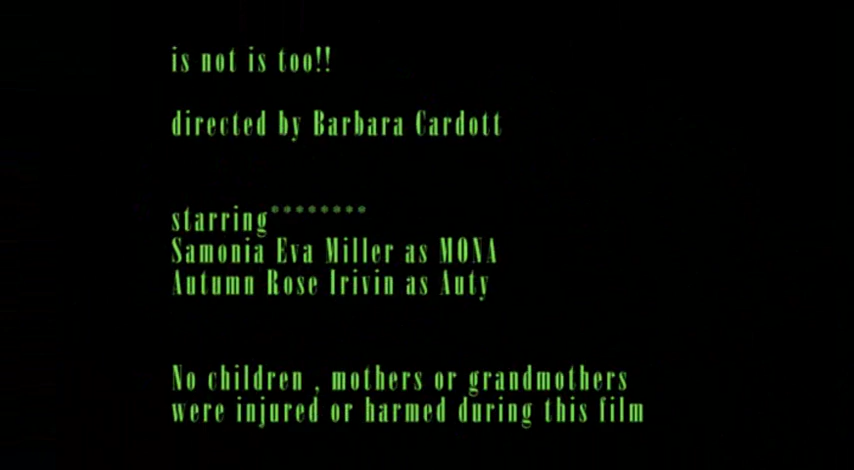 is not is too!!
directed by Barbara Cardott
starring********
Samonia Eva Miller as MONA
Autumn Rose Irivin as Auty
No children , mothers or grandmothers
were injured or harmed during this film